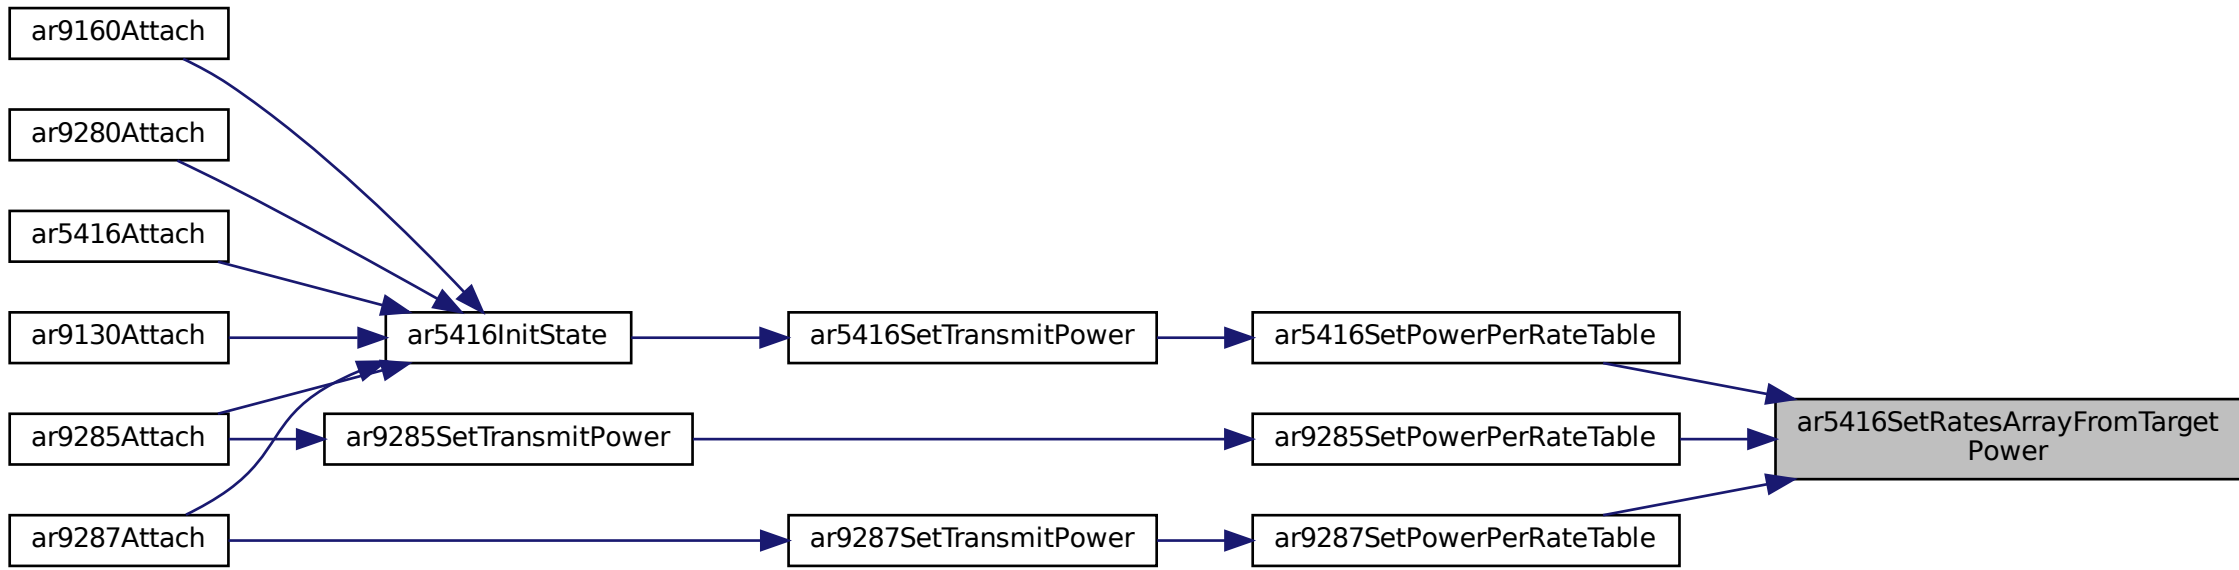 ar9160Attach
ar9280Attach
ar5416Attach
ar9130Attach
ar5416InitState
ar5416SetTransmitPower
ar5416SetPowerPerRateTable
ar5416SetRatesArrayFromTarget
Power
ar9285Attach
ar9285SetTransmitPower
ar9285SetPowerPerRateTable
ar9287Attach
ar9287SetTransmitPower
ar9287SetPowerPerRateTable